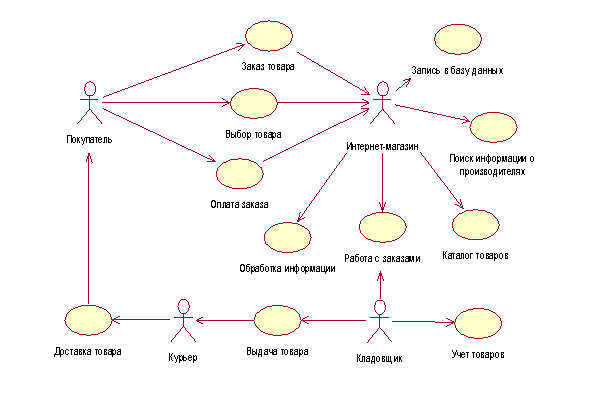 Заказ товара
Запись в базу данных
Выбор товара
Покупатель
Интернет-магазин
Поиск информации о
производителях
Оплата заказа
Обработка информации
Работа с заказами
Каталог товаров
Доставка товара
Курьер
Выдача товара
Кладовщик
Учет товаров